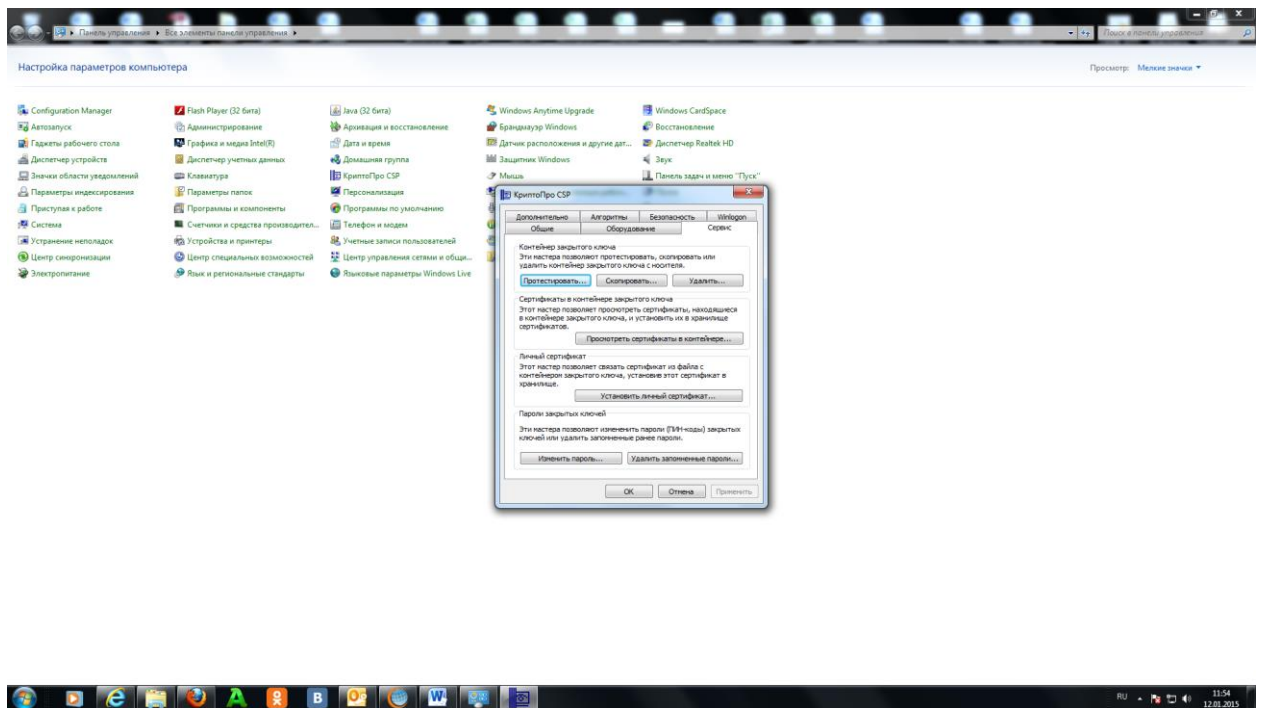 Панель управления ▸ Все элементы панели управления ▸
Поиск в панели управления
Настройка параметров компьютера
Просмотр: Мелкие значки
Configuration Manager
Flash Player (32 бита)
Java (32 бита)
Windows Anytime Upgrade
Windows CardSpace
Автозапуск
Администрирование
Архивация и восстановление
Брандмауэр Windows
Восстановление
Гаджеты рабочего стола
Графика и медиа Intel(R)
Дата и время
Датчик расположения и другие дат...
Диспетчер Realtek HD
Диспетчер устройств
Диспетчер учетных данных
Домашняя группа
Защитник Windows
Звук
Значки области уведомлений
Клавиатура
КриптоПро CSP
Мышь
Панель задач и меню "Пуск"
Параметры индексирования
Параметры папок
Персонализация
Приступая к работе
Программы и компоненты
Программы по умолчанию
Система
Счетчики и средства производител...
Телефон и модем
Устранение неполадок
Устройства и принтеры
Учетные записи пользователей
Центр синхронизации
Центр специальных возможностей
Центр управления сетями и общи...
Электропитание
Язык и региональные стандарты
Языковые параметры Windows Live
КриптоПро CSP
Дополнительно Алгоритмы Безопасность Winlogon
Общие Оборудование Сервис
Контейнер закрытого ключа
Эти мастера позволяют протестировать, скопировать или
удалить контейнер закрытого ключа с носителя.
Протестировать... Скопировать... Удалить...
Сертификаты в контейнере закрытого ключа
Этот мастер позволяет просмотреть сертификаты, находящиеся
в контейнере закрытого ключа, и установить их в хранилище
сертификатов.
Просмотреть сертификаты в контейнере...
Личный сертификат
Этот мастер позволяет связать сертификат из файла с
контейнером закрытого ключа, установив этот сертификат в
хранилище.
Установить личный сертификат...
Пароли закрытых ключей
Эти мастера позволяют измененить пароли (ПИН-коды) закрытых
ключей или удалить запомненные ранее пароли.
Изменить пароль... Удалить запомненные пароли...
ОК Отмена Применить
RU
11:54
12.01.2015